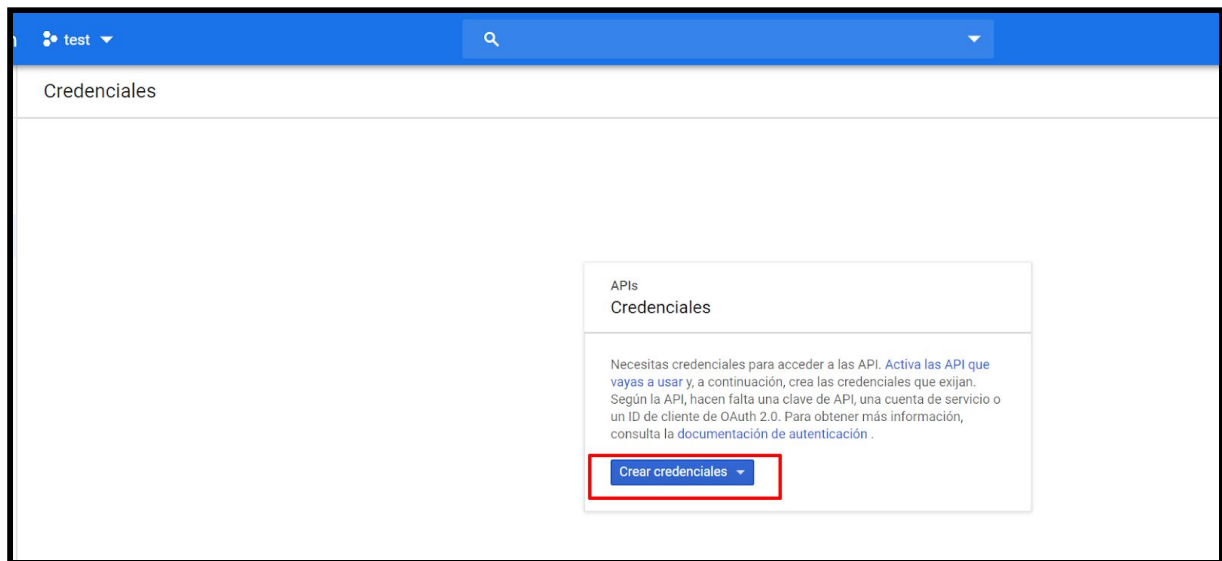 test
Credenciales
APIs
Credenciales
Necesitas credenciales para acceder a las API. Activa las API que
vayas a usar y, a continuación, crea las credenciales que exijan.
Según la API, hacen falta una clave de API, una cuenta de servicio o
un ID de cliente de OAuth 2.0. Para obtener más información,
consulta la documentación de autenticación .
Crear credenciales